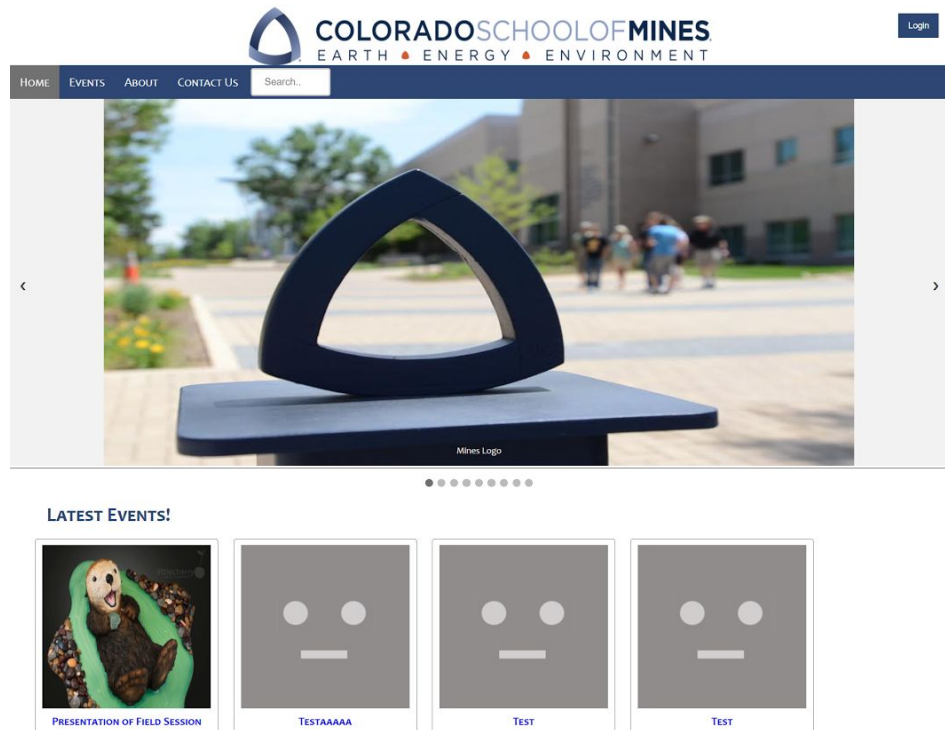 COLORADOSCHOOLOFMINES
EARTH ENERGY ENVIRONMENT
Login
HOME EVENTS ABOUT CONTACT US Search..
‹ ›
Mines Logo
LATEST EVENTS!
PRESENTATION OF FIELD SESSION TESTAAAAA TEST TEST